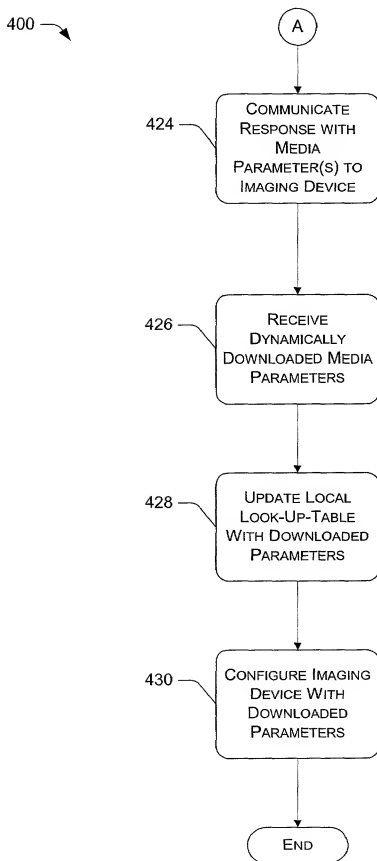 400
A
424
COMMUNICATE
RESPONSE WITH
MEDIA
PARAMETER(S) TO
IMAGING DEVICE
426
RECEIVE
DYNAMICALLY
DOWNLOADED MEDIA
PARAMETERS
428
UPDATE LOCAL
LOOK-UP-TABLE
WITH DOWNLOADED
PARAMETERS
430
CONFIGURE IMAGING
DEVICE WITH
DOWNLOADED
PARAMETERS
END